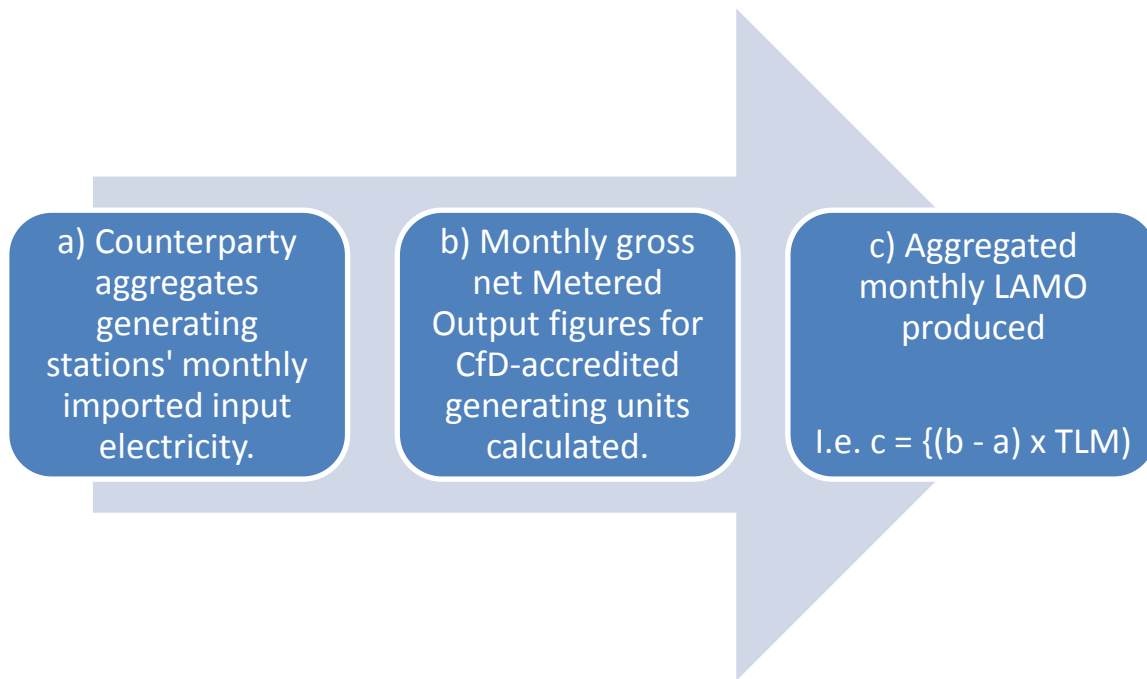 a) Counterparty
aggregates
generating
stations' monthly
imported input
electricity.
b) Monthly gross
net Metered
Output figures for
CfD-accredited
generating units
calculated.
c) Aggregated
monthly LAMO
produced
I.e. c = {(b - a) x TLM)